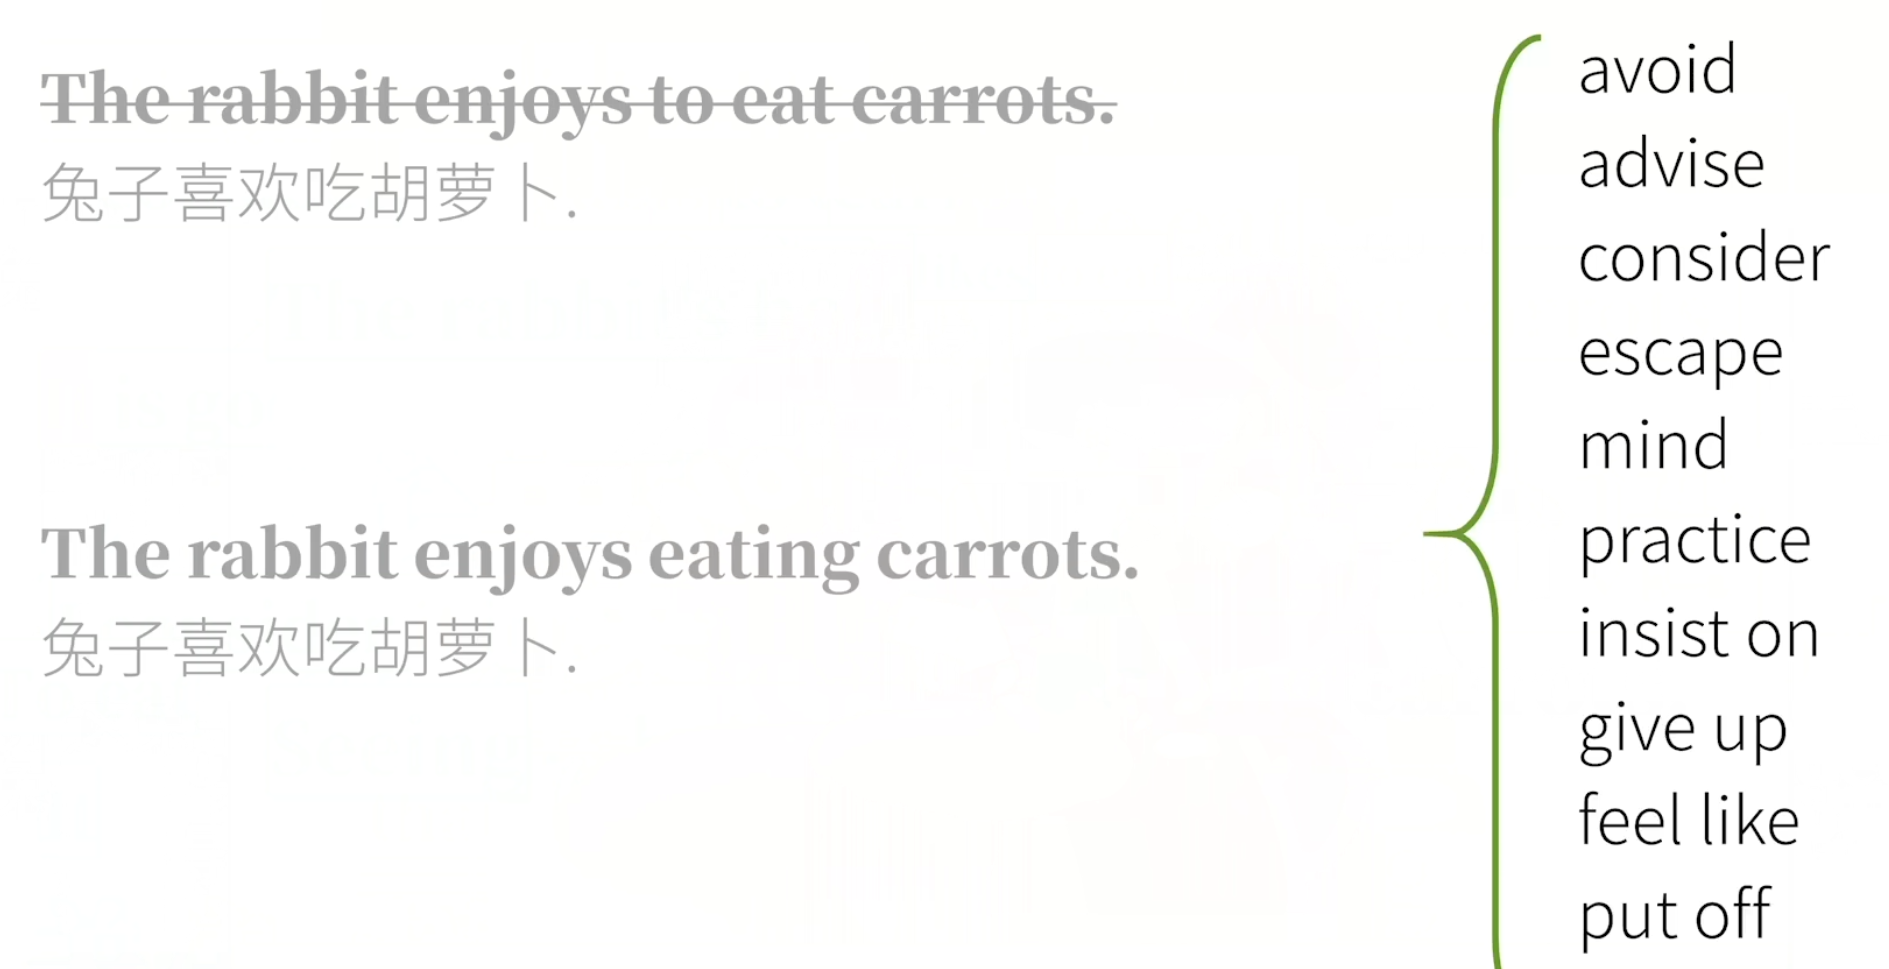 The rabbit enjoys to eat carrots.
兔子喜欢吃胡萝卜.
The rabbit enjoys eating carrots.
兔子喜欢吃胡萝卜.
avoid
advise
consider
escape
mind
practice
insist on
give up
feel like
put off